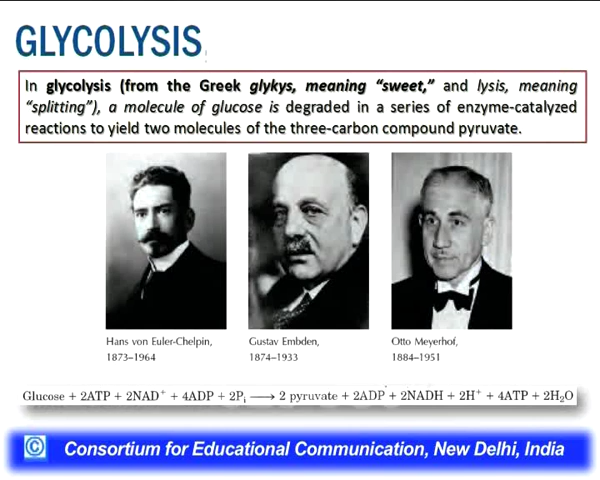 GLYCOLYSIS
In glycolysis (from the Greek glykys, meaning “sweet,” and lysis, meaning
“splitting”), a molecule of glucose is degraded in a series of enzyme-catalyzed
reactions to yield two molecules of the three-carbon compound pyruvate.
Hans von Euler-Chelpin,
1873–1964
Gustav Embden,
1874–1933
Otto Meyerhof,
1884–1951
Glucose + 2ATP + 2NAD⁺ + 4ADP + 2Pᵢ ⟶ 2 pyruvate + 2ADP + 2NADH + 2H⁺ + 4ATP + 2H₂O
© Consortium for Educational Communication, New Delhi, India